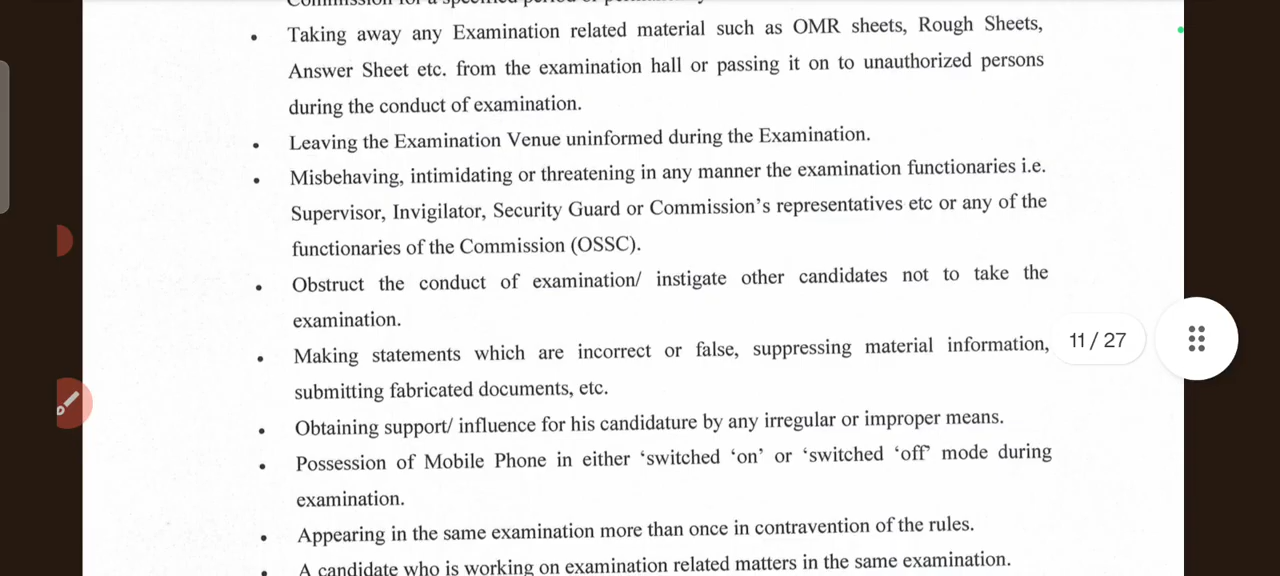 Commission for a specified period or permanently
• Taking away any Examination related material such as OMR sheets, Rough Sheets,
Answer Sheet etc. from the examination hall or passing it on to unauthorized persons
during the conduct of examination.
• Leaving the Examination Venue uninformed during the Examination.
• Misbehaving, intimidating or threatening in any manner the examination functionaries i.e.
Supervisor, Invigilator, Security Guard or Commission's representatives etc or any of the
functionaries of the Commission (OSSC).
• Obstruct the conduct of examination/ instigate other candidates not to take the
examination.
• Making statements which are incorrect or false, suppressing material information,
11 / 27
submitting fabricated documents, etc.
• Obtaining support/ influence for his candidature by any irregular or improper means.
• Possession of Mobile Phone in either ‘switched ‘on’ or ‘switched ‘off’ mode during
examination.
• Appearing in the same examination more than once in contravention of the rules.
• A candidate who is working on examination related matters in the same examination.